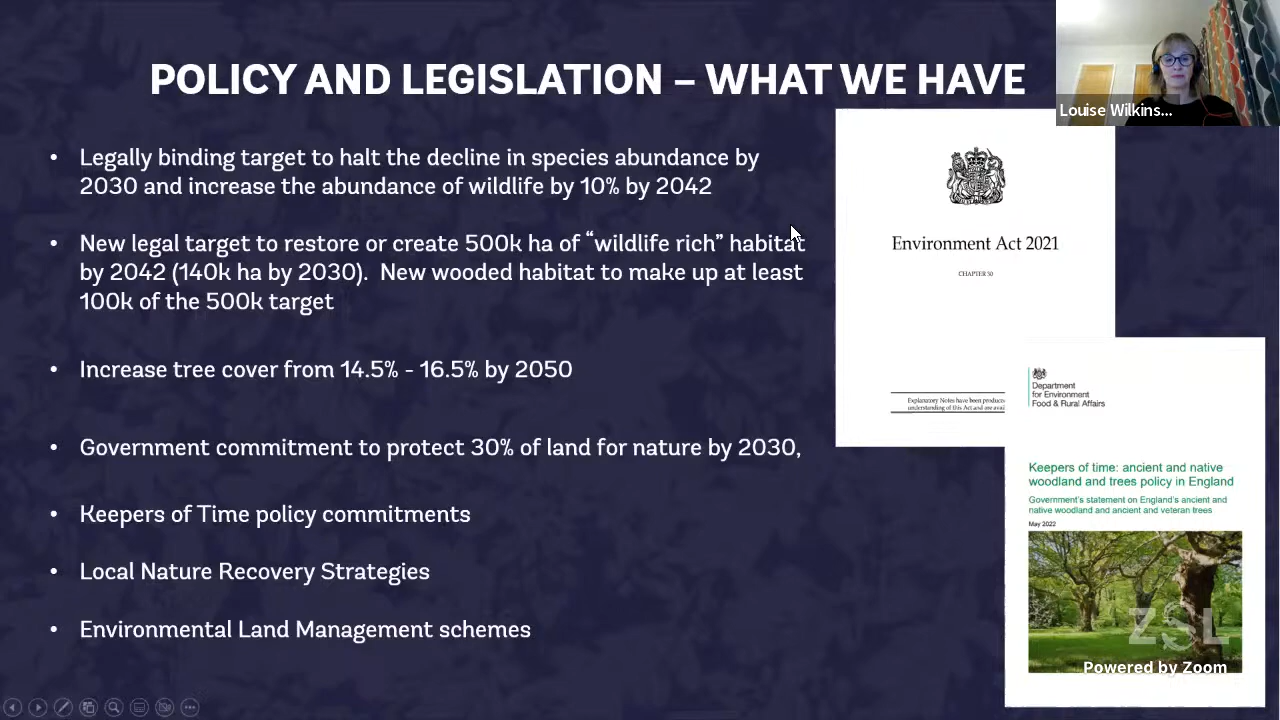 POLICY AND LEGISLATION – WHAT WE HAVE
Louise Wilkins...
• Legally binding target to halt the decline in species abundance by
2030 and increase the abundance of wildlife by 10% by 2042
• New legal target to restore or create 500k ha of “wildlife rich” habitat
by 2042 (140k ha by 2030).  New wooded habitat to make up at least
100k of the 500k target
• Increase tree cover from 14.5% - 16.5% by 2050
• Government commitment to protect 30% of land for nature by 2030,
• Keepers of Time policy commitments
• Local Nature Recovery Strategies
• Environmental Land Management schemes
Environment Act 2021
CHAPTER 30
Explanatory Notes have been produce
understanding of this Act and are avai
Department
for Environment
Food & Rural Affairs
Keepers of time: ancient and native
woodland and trees policy in England
Government's statement on England's ancient and
native woodland and ancient and veteran trees
May 2022
ZSL
Powered by Zoom